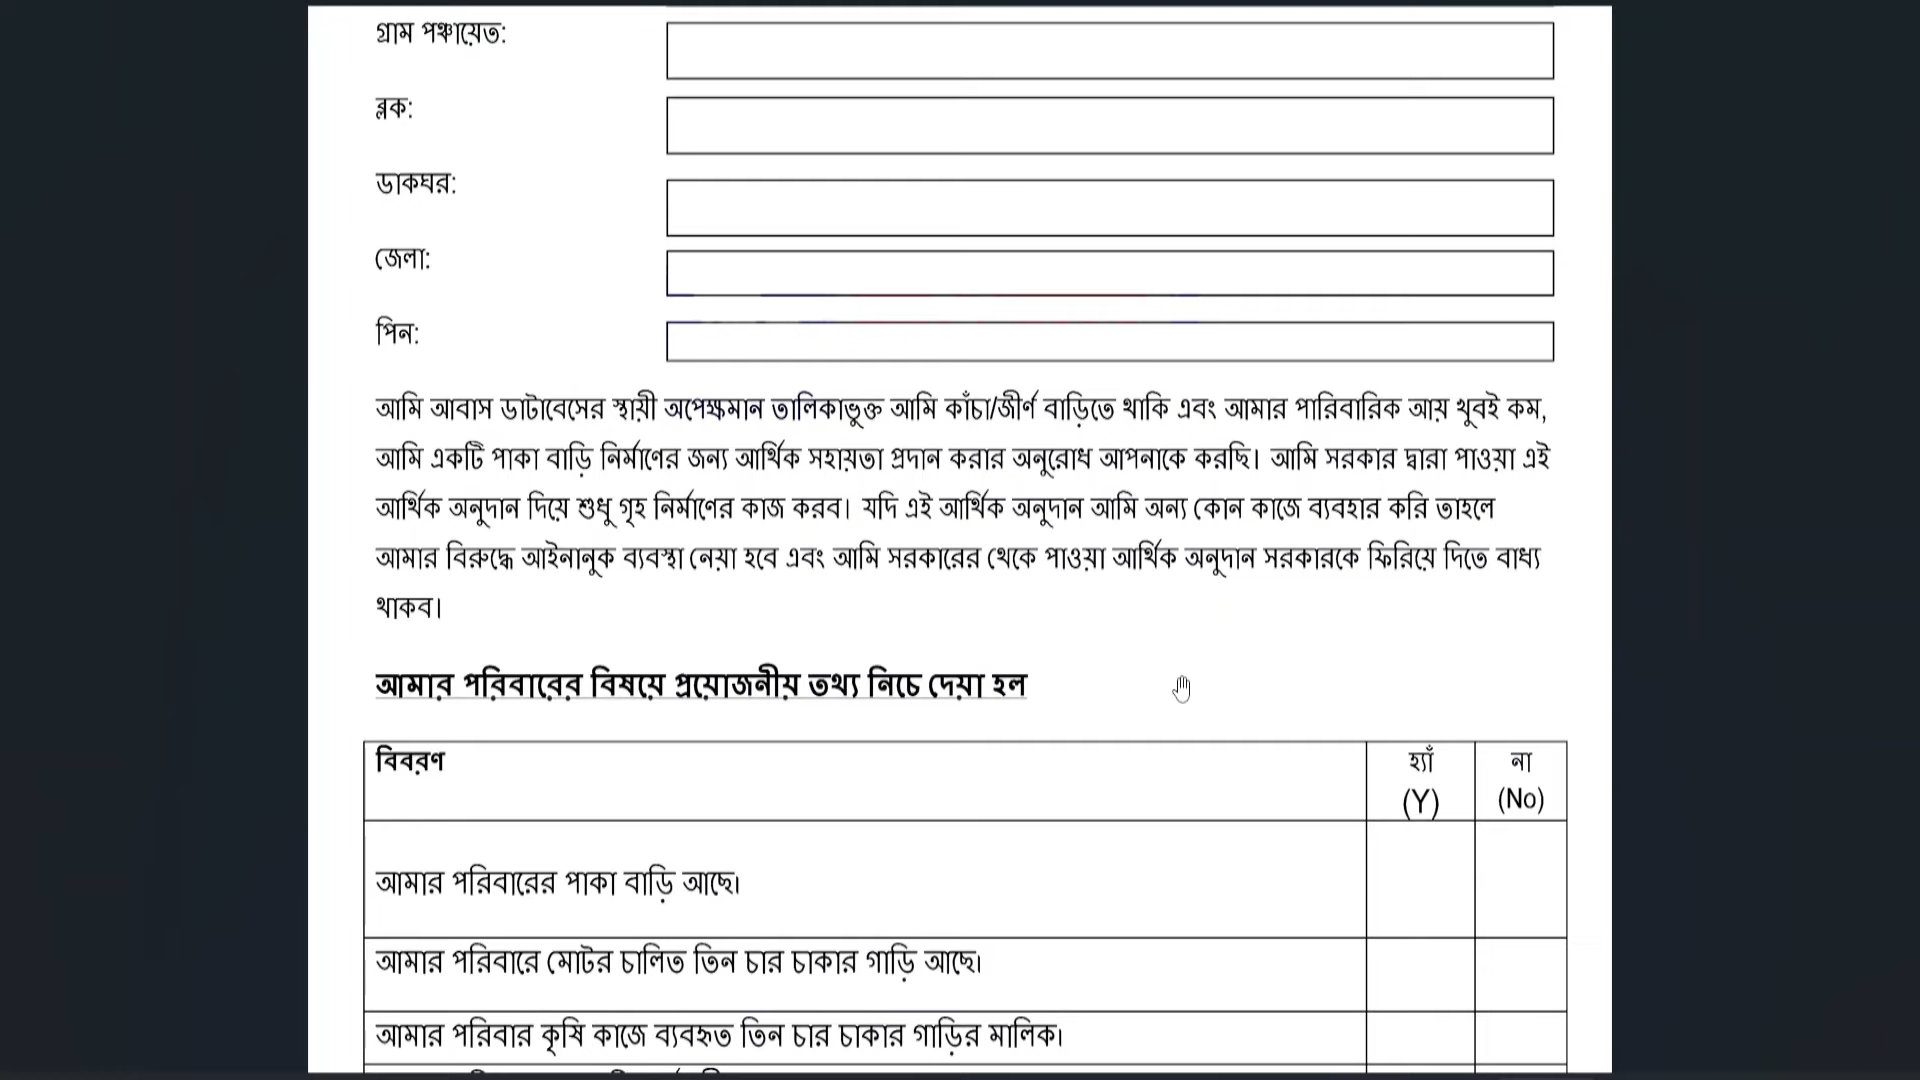 গ্রাম পঞ্চায়েত:
ব্লক:
ডাকঘর:
জেলা:
পিন:
আমি আবাস ডাটাবেসের স্থায়ী অপেক্ষমান তালিকাভুক্ত আমি কাঁচা/জীর্ণ বাড়িতে থাকি এবং আমার পারিবারিক আয় খুবই কম,
আমি একটি পাকা বাড়ি নির্মাণের জন্য আর্থিক সহায়তা প্রদান করার অনুরোধ আপনাকে করছি। আমি সরকার দ্বারা পাওয়া এই
আর্থিক অনুদান দিয়ে শুধু গৃহ নির্মাণের কাজ করব। যদি এই আর্থিক অনুদান আমি অন্য কোন কাজে ব্যবহার করি তাহলে
আমার বিরুদ্ধে আইনানুক ব্যবস্থা নেয়া হবে এবং আমি সরকারের থেকে পাওয়া আর্থিক অনুদান সরকারকে ফিরিয়ে দিতে বাধ্য
থাকব।
আমার পরিবারের বিষয়ে প্রয়োজনীয় তথ্য নিচে দেয়া হল
বিবরণ হ্যাঁ না
(Y) (No)
আমার পরিবারের পাকা বাড়ি আছে।
আমার পরিবারে মোটর চালিত তিন চার চাকার গাড়ি আছে।
আমার পরিবার কৃষি কাজে ব্যবহৃত তিন চার চাকার গাড়ির মালিক।